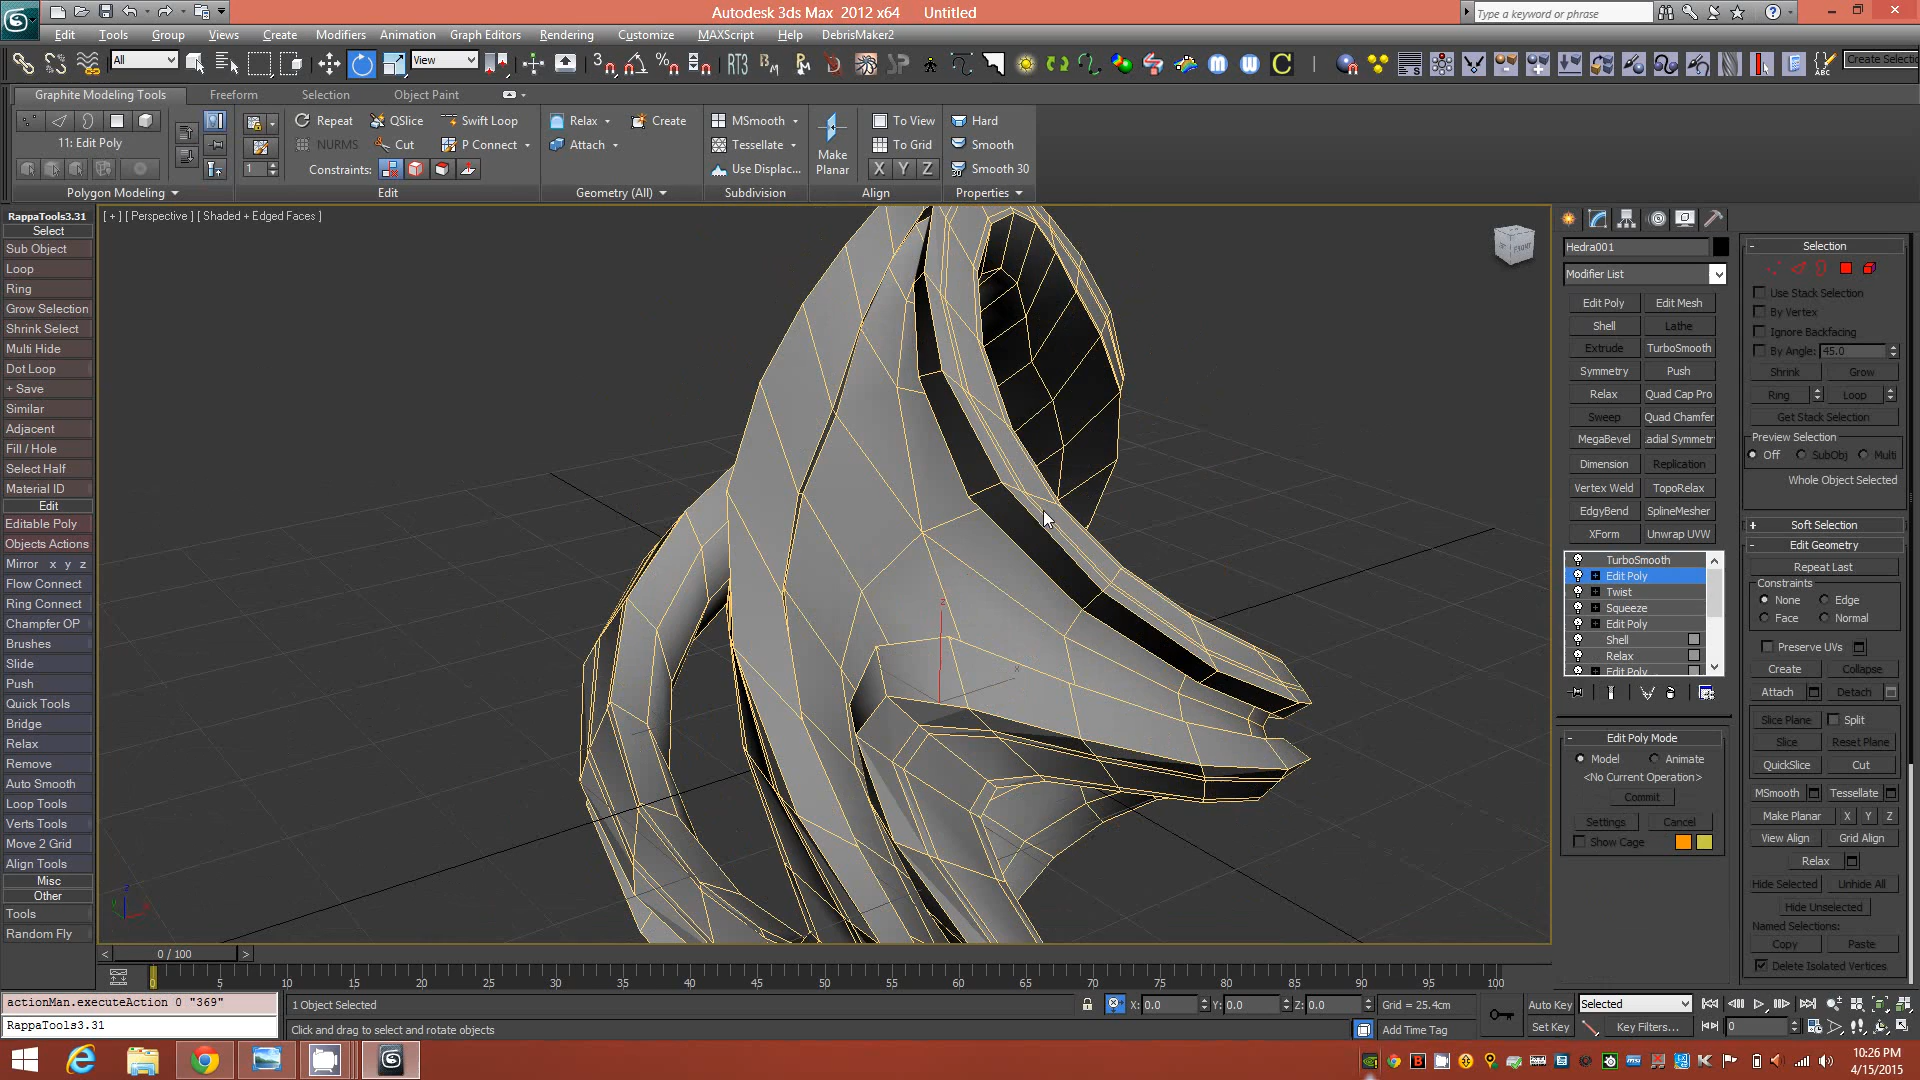 Autodesk 3ds Max 2012 x64 Untitled
Type a keyword or phrase
Edit Tools Group Views Create Modifiers Animation Graph Editors Rendering Customize MAXScript Help DebrisMaker2
All View Create Selectio
Graphite Modeling Tools Freeform Selection Object Paint
Repeat QSlice Swift Loop Relax Create MSmooth To View Hard
11: Edit Poly NURMS Cut P Connect Attach Tessellate Make Planar To Grid Smooth
1 Constraints: Use Displac... X Y Z Smooth 30
Polygon Modeling Edit Geometry (All) Subdivision Align Properties
RappaTools3.31
Select
Sub Object
Loop
Ring
Grow Selection
Shrink Select
Multi Hide
Dot Loop
+ Save
Similar
Adjacent
Fill / Hole
Select Half
Material ID
Edit
Editable Poly
Objects Actions
Mirror x y z
Flow Connect
Ring Connect
Champfer OP
Brushes
Slide
Push
Quick Tools
Bridge
Relax
Remove
Auto Smooth
Loop Tools
Verts Tools
Move 2 Grid
Align Tools
Misc
Other
Tools
Random Fly
[ + ] [ Perspective ] [ Shaded + Edged Faces ]
Hedra001
Modifier List
Edit Poly Edit Mesh
Shell Lathe
Extrude TurboSmooth
Symmetry Push
Relax Quad Cap Pro
Sweep Quad Chamfer
MegaBevel adial Symmetr
Dimension Replication
Vertex Weld TopoRelax
EdgyBend SplineMesher
XForm Unwrap UVW
TurboSmooth
Edit Poly
Twist
Squeeze
Edit Poly
Shell
Relax
Edit Poly
Edit Poly Mode
Model Animate
<No Current Operation>
Commit
Settings Cancel
Show Cage
Selection
Use Stack Selection
By Vertex
Ignore Backfacing
By Angle: 45.0
Shrink Grow
Ring Loop
Get Stack Selection
Preview Selection
Off SubObj Multi
Whole Object Selected
Soft Selection
Edit Geometry
Repeat Last
Constraints
None Edge
Face Normal
Preserve UVs
Create Collapse
Attach Detach
Slice Plane Split
Slice Reset Plane
QuickSlice Cut
MSmooth Tessellate
Make Planar X Y Z
View Align Grid Align
Relax
Hide Selected Unhide All
Hide Unselected
Named Selections:
Copy Paste
Delete Isolated Vertices
< 0 / 100 >
0 5 10 15 20 25 30 35 40 45 50 55 60 65 70 75 80 85 90 95 100
actionMan.executeAction 0 "369"
RappaTools3.31
1 Object Selected X: 0.0 Y: 0.0 Z: 0.0 Grid = 25.4cm Auto Key Selected
Click and drag to select and rotate objects Add Time Tag Set Key Key Filters... 0
10:26 PM
4/15/2015